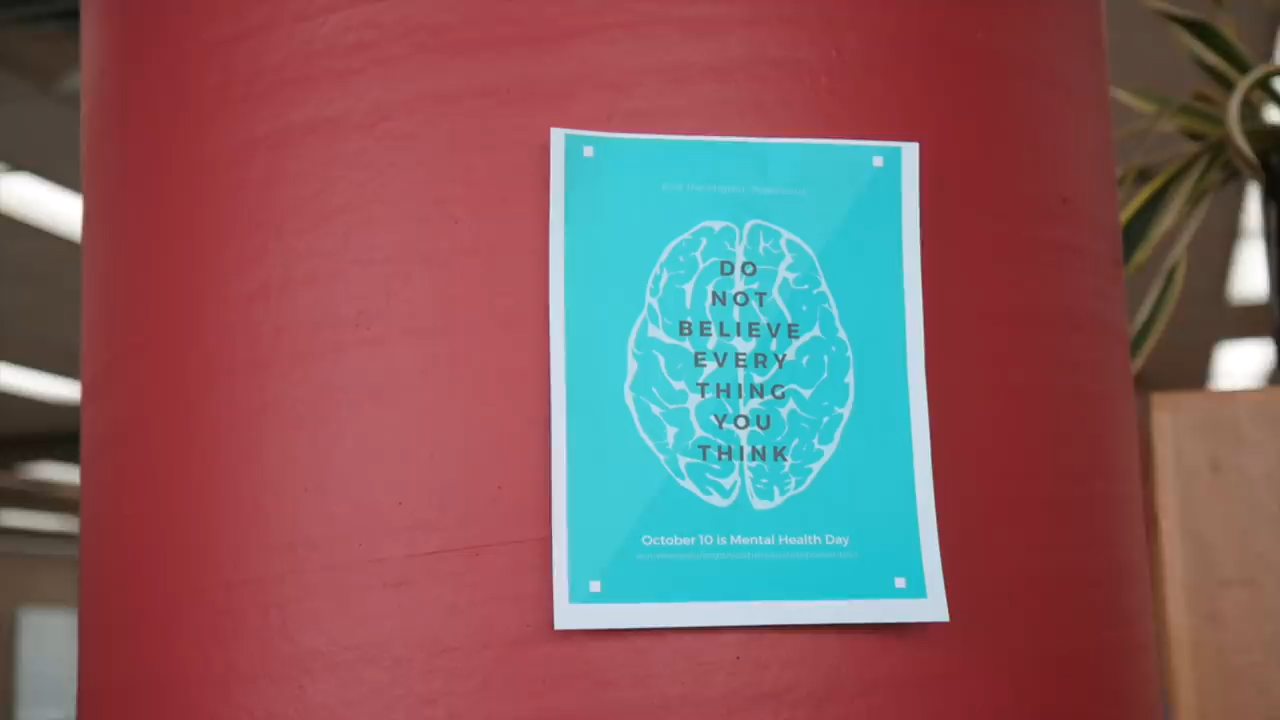 DO
NOT
BELIEVE
EVERY
THING
YOU
THINK
October 10 is Mental Health Day